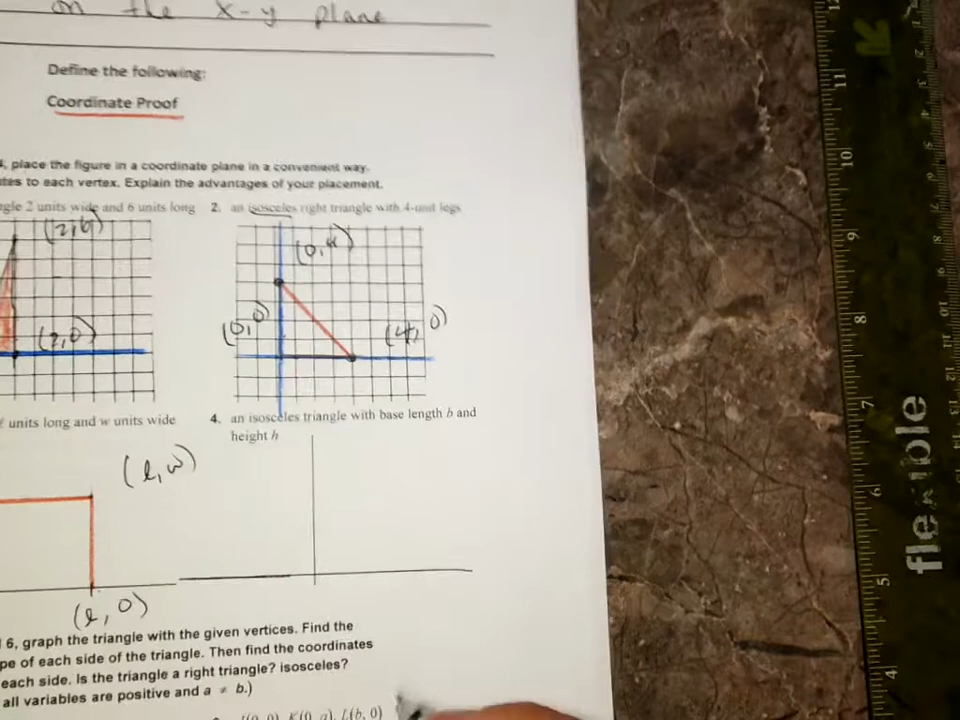 on the x-y plane
Define the following:
Coordinate Proof
, place the figure in a coordinate plane in a convenient way.
tes to each vertex. Explain the advantages of your placement.
gle 2 units wide and 6 units long
2. an isosceles right triangle with 4-unit legs
(2,6)
(2,0)
(0,4)
(0,0)
(4,0)
ℓ units long and w units wide
4. an isosceles triangle with base length b and
height h
(l,w)
(l,0)
6, graph the triangle with the given vertices. Find the
pe of each side of the triangle. Then find the coordinates
each side. Is the triangle a right triangle? isosceles?
all variables are positive and a ≠ b.)
J(0, 0), K(0, a), L(b, 0)
flexible
11
10
9
8
7
6
5
4